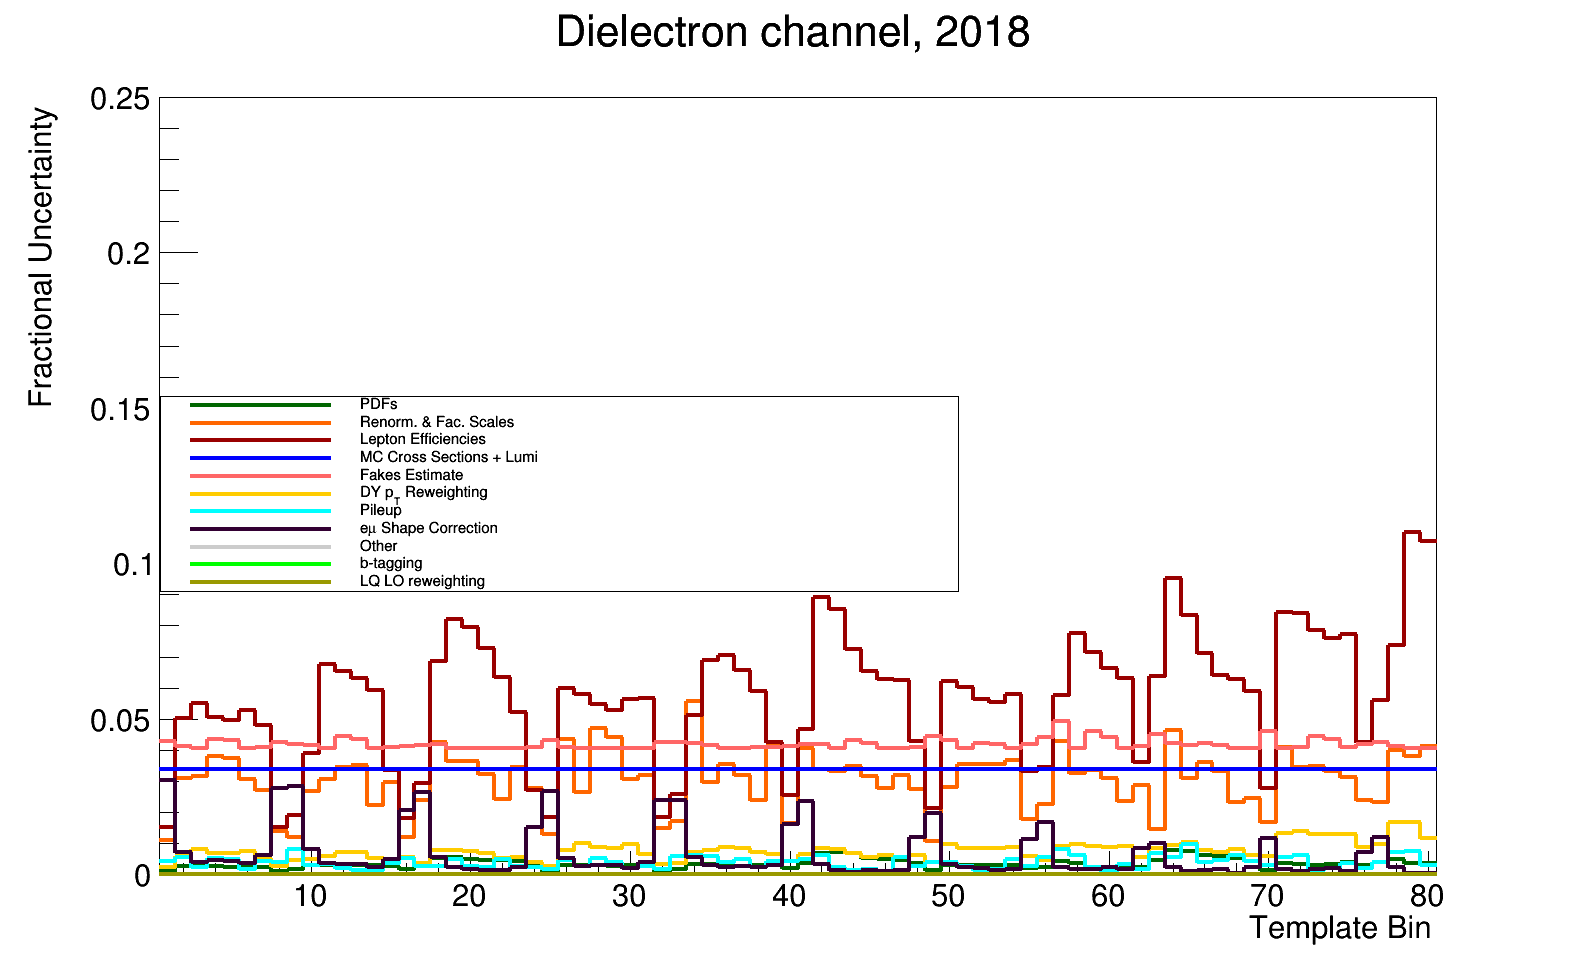 Dielectron channel, 2018
Fractional Uncertainty
0.25
0.2
0.15
0.1
0.05
0
PDFs
Renorm. & Fac. Scales
Lepton Efficiencies
MC Cross Sections + Lumi
Fakes Estimate
DY pT Reweighting
Pileup
eμ Shape Correction
Other
b-tagging
LQ LO reweighting
10 20 30 40 50 60 70 80
Template Bin